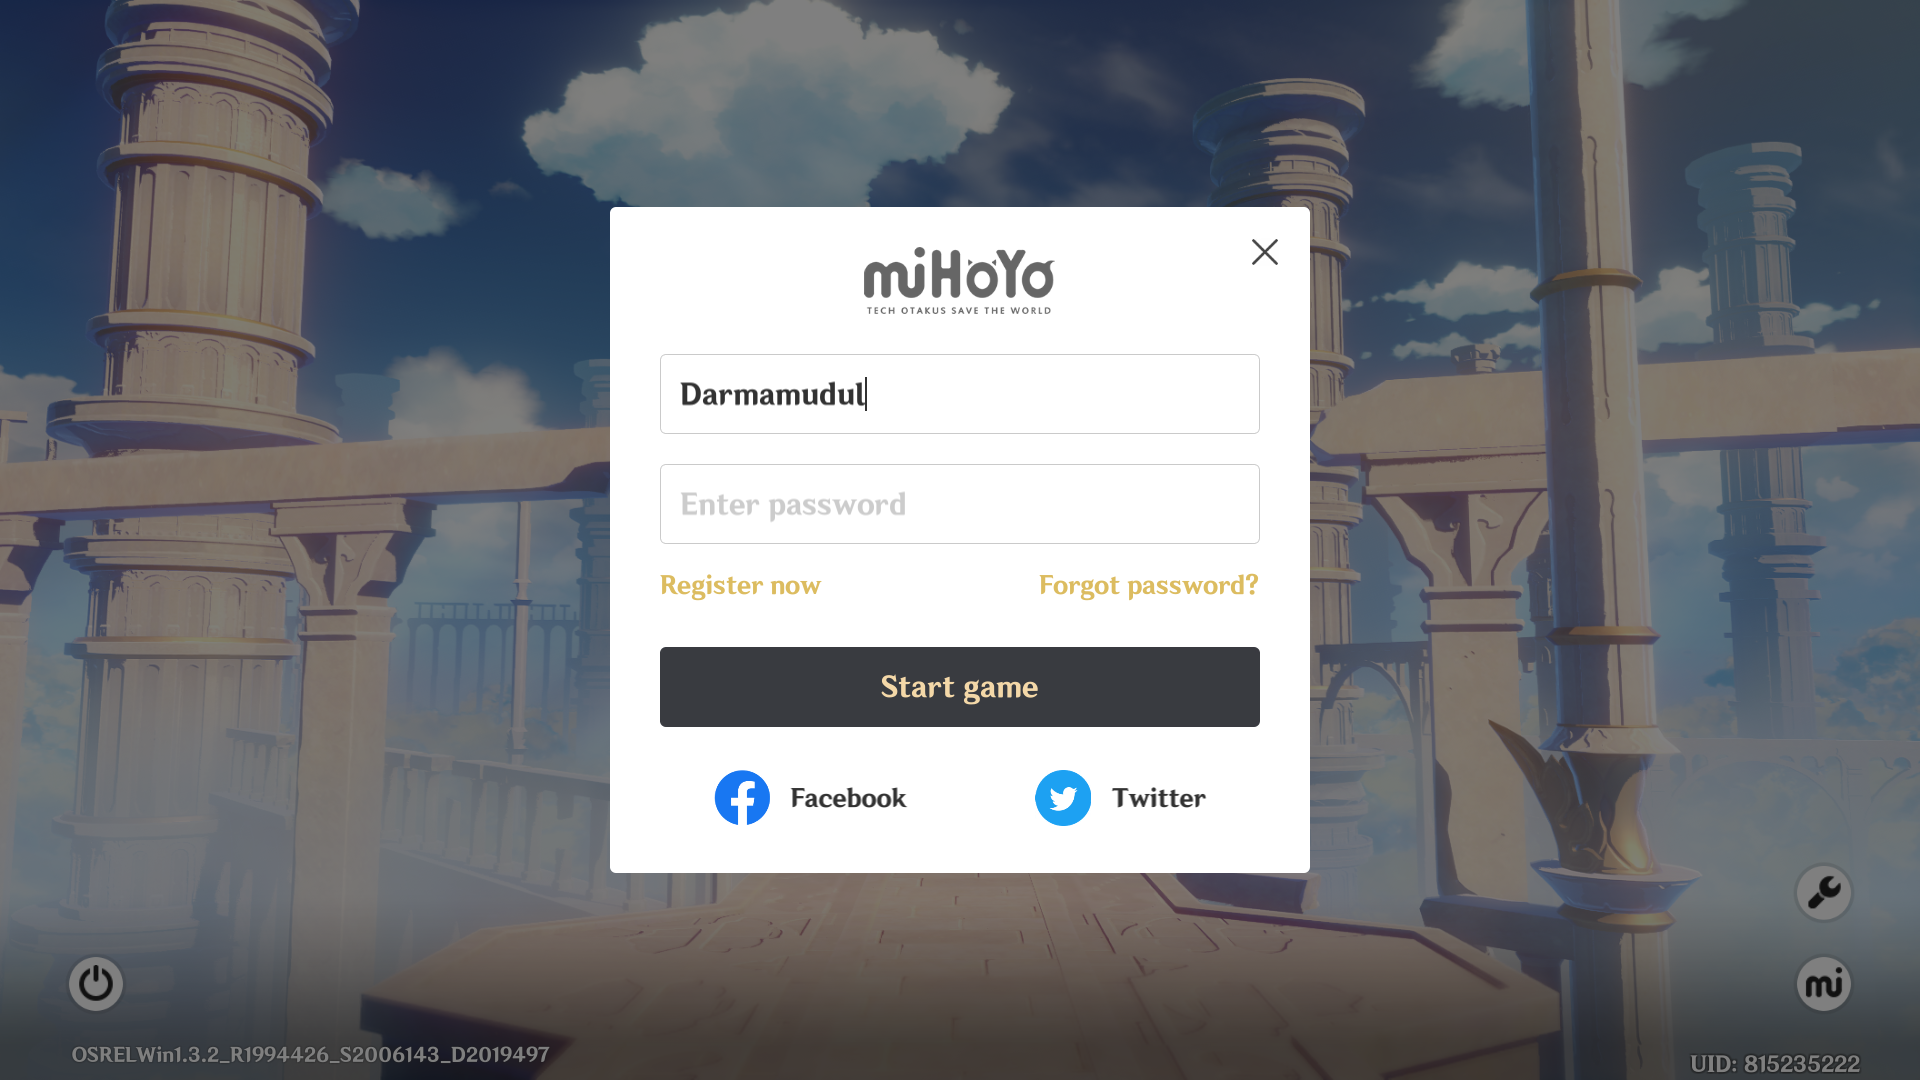 miHoYo
TECH OTAKUS SAVE THE WORLD
Darmamudul
Enter password
Register now
Forgot password?
Start game
Facebook
Twitter
mi
OSRELWin1.3.2_R1994426_S2006143_D2019497
UID: 815235222